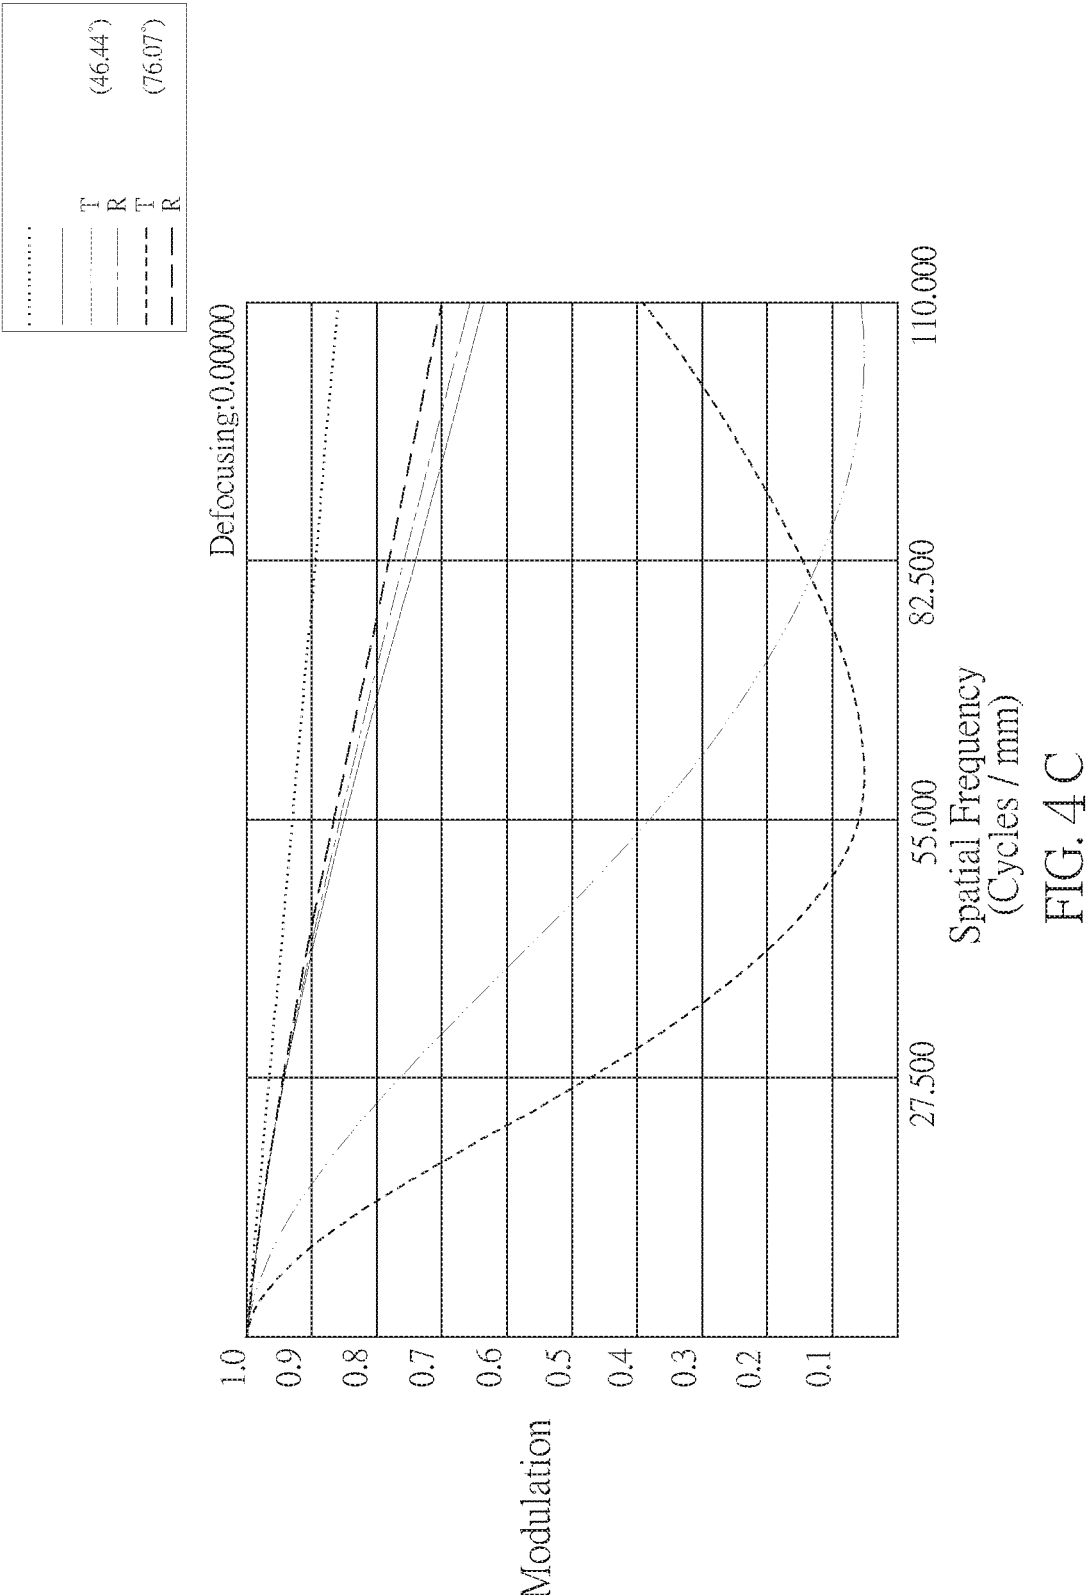 T (46.44°)
R
T (76.07°)
R
Defocusing:0.00000
1.0
0.9
0.8
0.7
0.6
0.5
0.4
0.3
0.2
0.1
Modulation
27.500 55.000 82.500 110.000
Spatial Frequency
(Cycles / mm)
FIG. 4 C